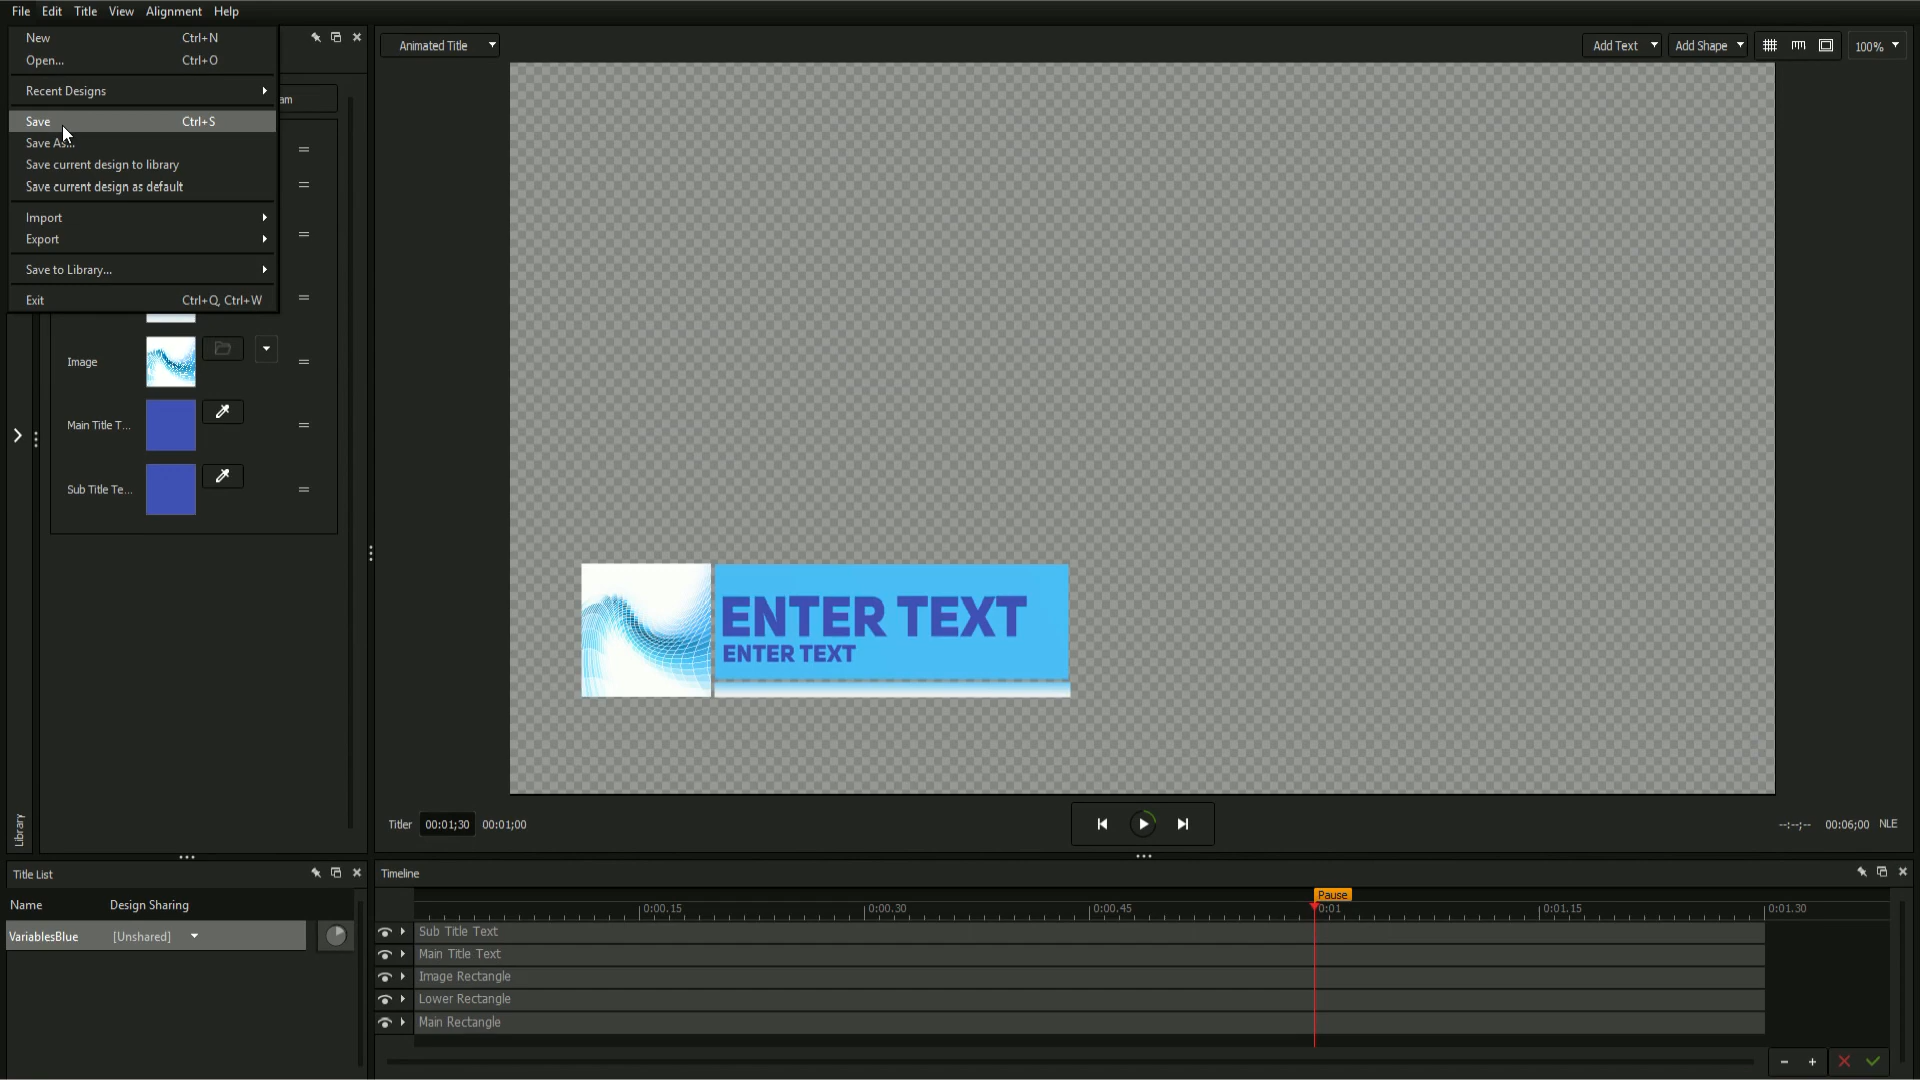 File Edit Title View Alignment Help
New Ctrl+N
Open... Ctrl+O
Recent Designs
Save Ctrl+S
Save As...
Save current design to library
Save current design as default
Import
Export
Save to Library...
Exit Ctrl+Q, Ctrl+W
am
Image
Main Title T...
Sub Title Te...
Library
Animated Title
Add Text
Add Shape
100%
ENTER TEXT
ENTER TEXT
Titler 00:01;30 00:01;00
--:--;-- 00:06;00 NLE
Title List
Name Design Sharing
VariablesBlue [Unshared]
Timeline
Pause
0:00.15 0:00.30 0:00.45 0:01 0:01.15 0:01.30
Sub Title Text
Main Title Text
Image Rectangle
Lower Rectangle
Main Rectangle